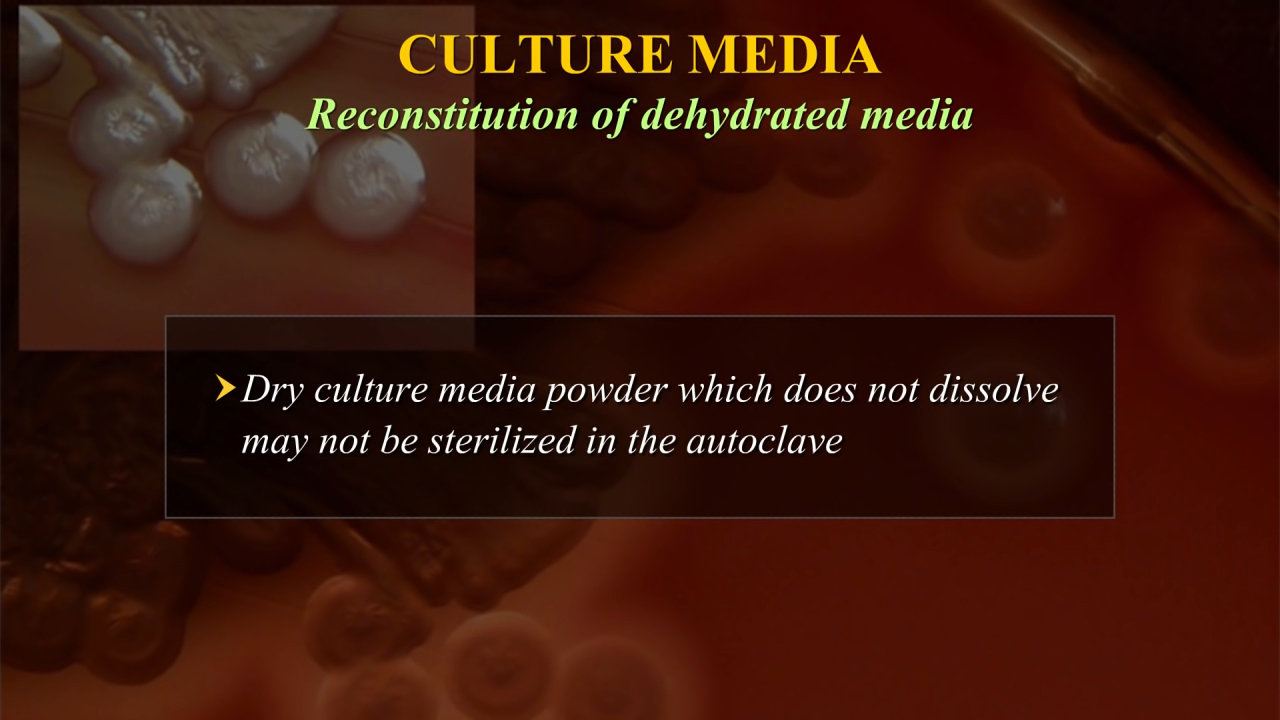 CULTURE MEDIA
Reconstitution of dehydrated media
➤Dry culture media powder which does not dissolve
may not be sterilized in the autoclave